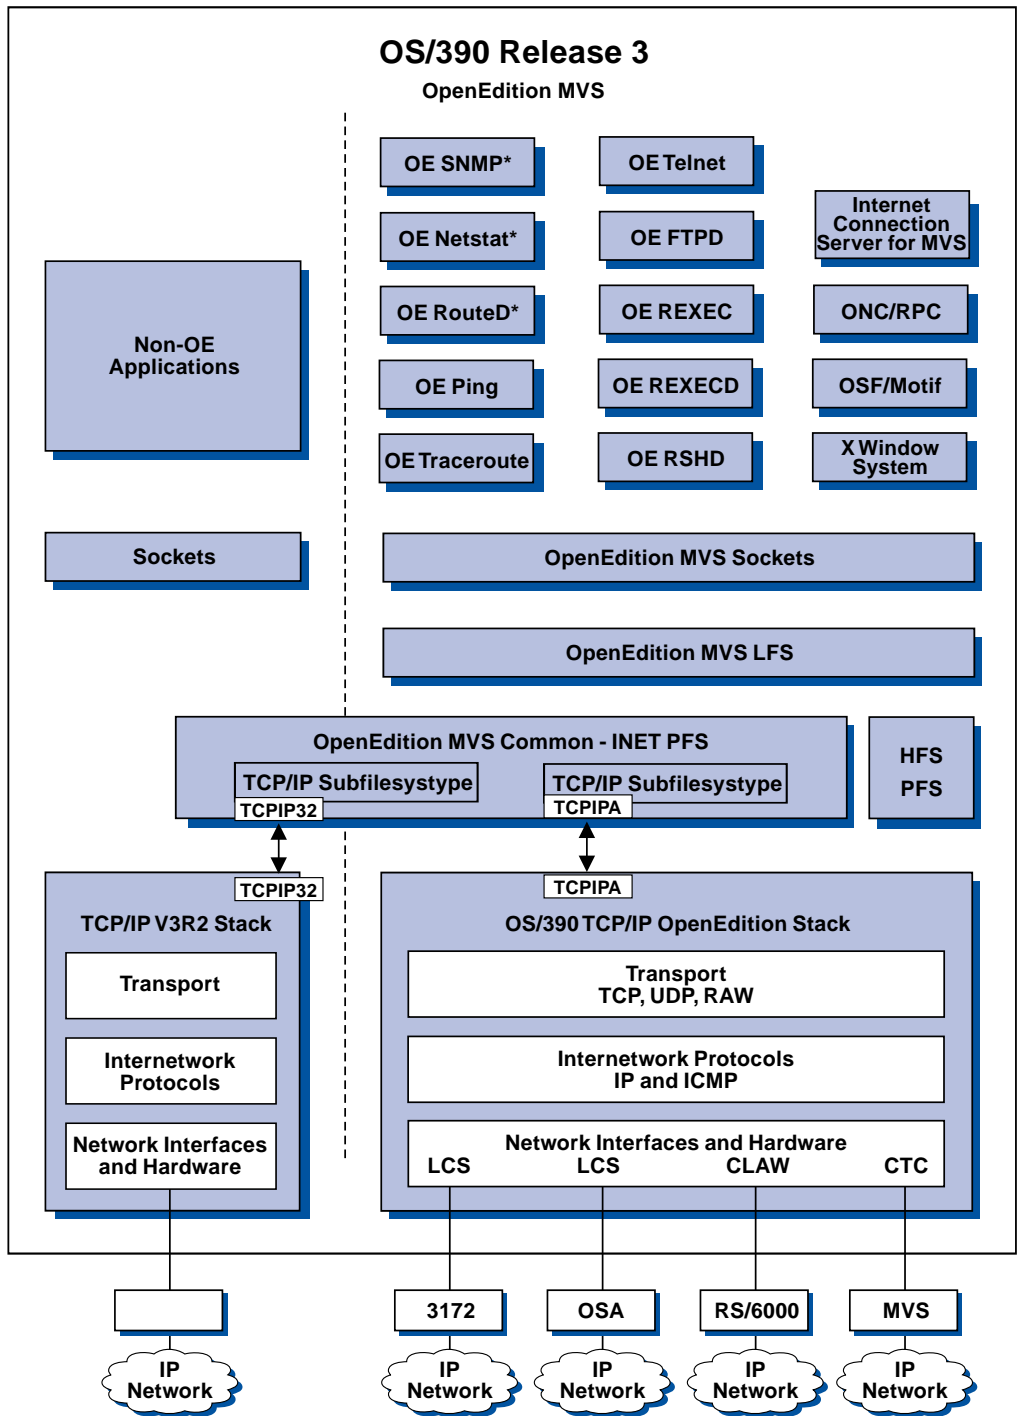 OS/390 Release 3
OpenEdition MVS
OE SNMP*
OE Telnet
Internet
Connection
Server for MVS
OE Netstat*
OE FTPD
Non-OE
Applications
OE RouteD*
OE REXEC
ONC/RPC
OE Ping
OE REXECD
OSF/Motif
OE Traceroute
OE RSHD
X Window
System
Sockets
OpenEdition MVS Sockets
OpenEdition MVS LFS
OpenEdition MVS Common - INET PFS
TCP/IP Subfilesystype
TCPIP32
TCP/IP Subfilesystype
TCPIPA
HFS
PFS
TCPIP32
TCP/IP V3R2 Stack
Transport
Internetwork
Protocols
Network Interfaces
and Hardware
TCPIPA
OS/390 TCP/IP OpenEdition Stack
Transport
TCP, UDP, RAW
Internetwork Protocols
IP and ICMP
Network Interfaces and Hardware
LCS LCS CLAW CTC
3172
OSA
RS/6000
MVS
IP
Network
IP
Network
IP
Network
IP
Network
IP
Network